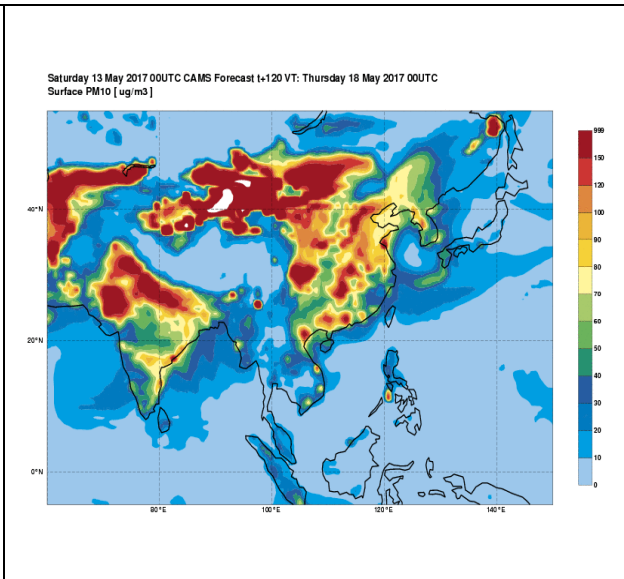 Saturday 13 May 2017 00UTC CAMS Forecast t+120 VT: Thursday 18 May 2017 00UTC
Surface PM10 [ ug/m3 ]
999
150
120
100
90
80
70
60
50
40
30
20
10
0
40°N
20°N
0°N
80°E
100°E
120°E
140°E